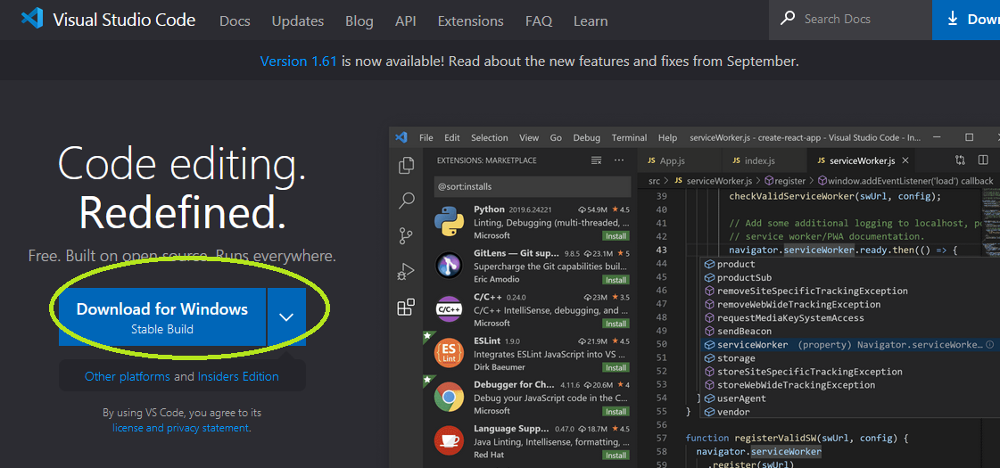 Visual Studio Code Docs Updates Blog API Extensions FAQ Learn Search Docs
Version 1.61 is now available! Read about the new features and fixes from September.
Code editing.
Redefined.
Free. Built on open source. Runs everywhere.
Download for Windows
Stable Build
Other platforms and Insiders Edition
By using VS Code, you agree to its
license and privacy statement.
File Edit Selection View Go Debug Terminal Help serviceWorker.js - create-react-app - Visual Studio Code - In...
EXTENSIONS: MARKETPLACE
@sort:installs
Python 2019.6.24221 54.9M ★ 4.5
Linting, Debugging (multi-threaded, ...
Microsoft Install
GitLens — Git sup... 9.8.5 23.1M ★ 5
Supercharge the Git capabilities buil...
Eric Amodio Install
C/C++ 0.24.0 23M ★ 3.5
C/C++ IntelliSense, debugging, and ...
Microsoft Install
ESLint 1.9.0 21.9M ★ 4.5
Integrates ESLint JavaScript into VS ...
Dirk Baeumer Install
Debugger for Ch... 4.11.6 20.6M ★ 4
Debug your JavaScript code in the C...
Microsoft Install
Language Supp... 0.47.0 18.7M ★ 4.5
Java Linting, Intellisense, formatting, ...
Red Hat Install
JS App.js JS index.js JS serviceWorker.js
src > JS serviceWorker.js > register > window.addEventListener('load') callback
39 checkValidServiceWorker(swUrl, config);
40
41 // Add some additional logging to localhost,
42 // service worker/PWA documentation.
43 navigator.serviceWorker.ready.then(() => {
44 product
45 productSub
46 removeSiteSpecificTrackingException
47 removeWebWideTrackingException
48 requestMediaKeySystemAccess
49 sendBeacon
50 serviceWorker (property) Navigator.serviceWorke...
51 storage
52 storeSiteSpecificTrackingException
53 storeWebWideTrackingException
54 } userAgent
55 } vendor
56
57 function registerValidSW(swUrl, config) {
58 navigator.serviceWorker
59 .register(swUrl)